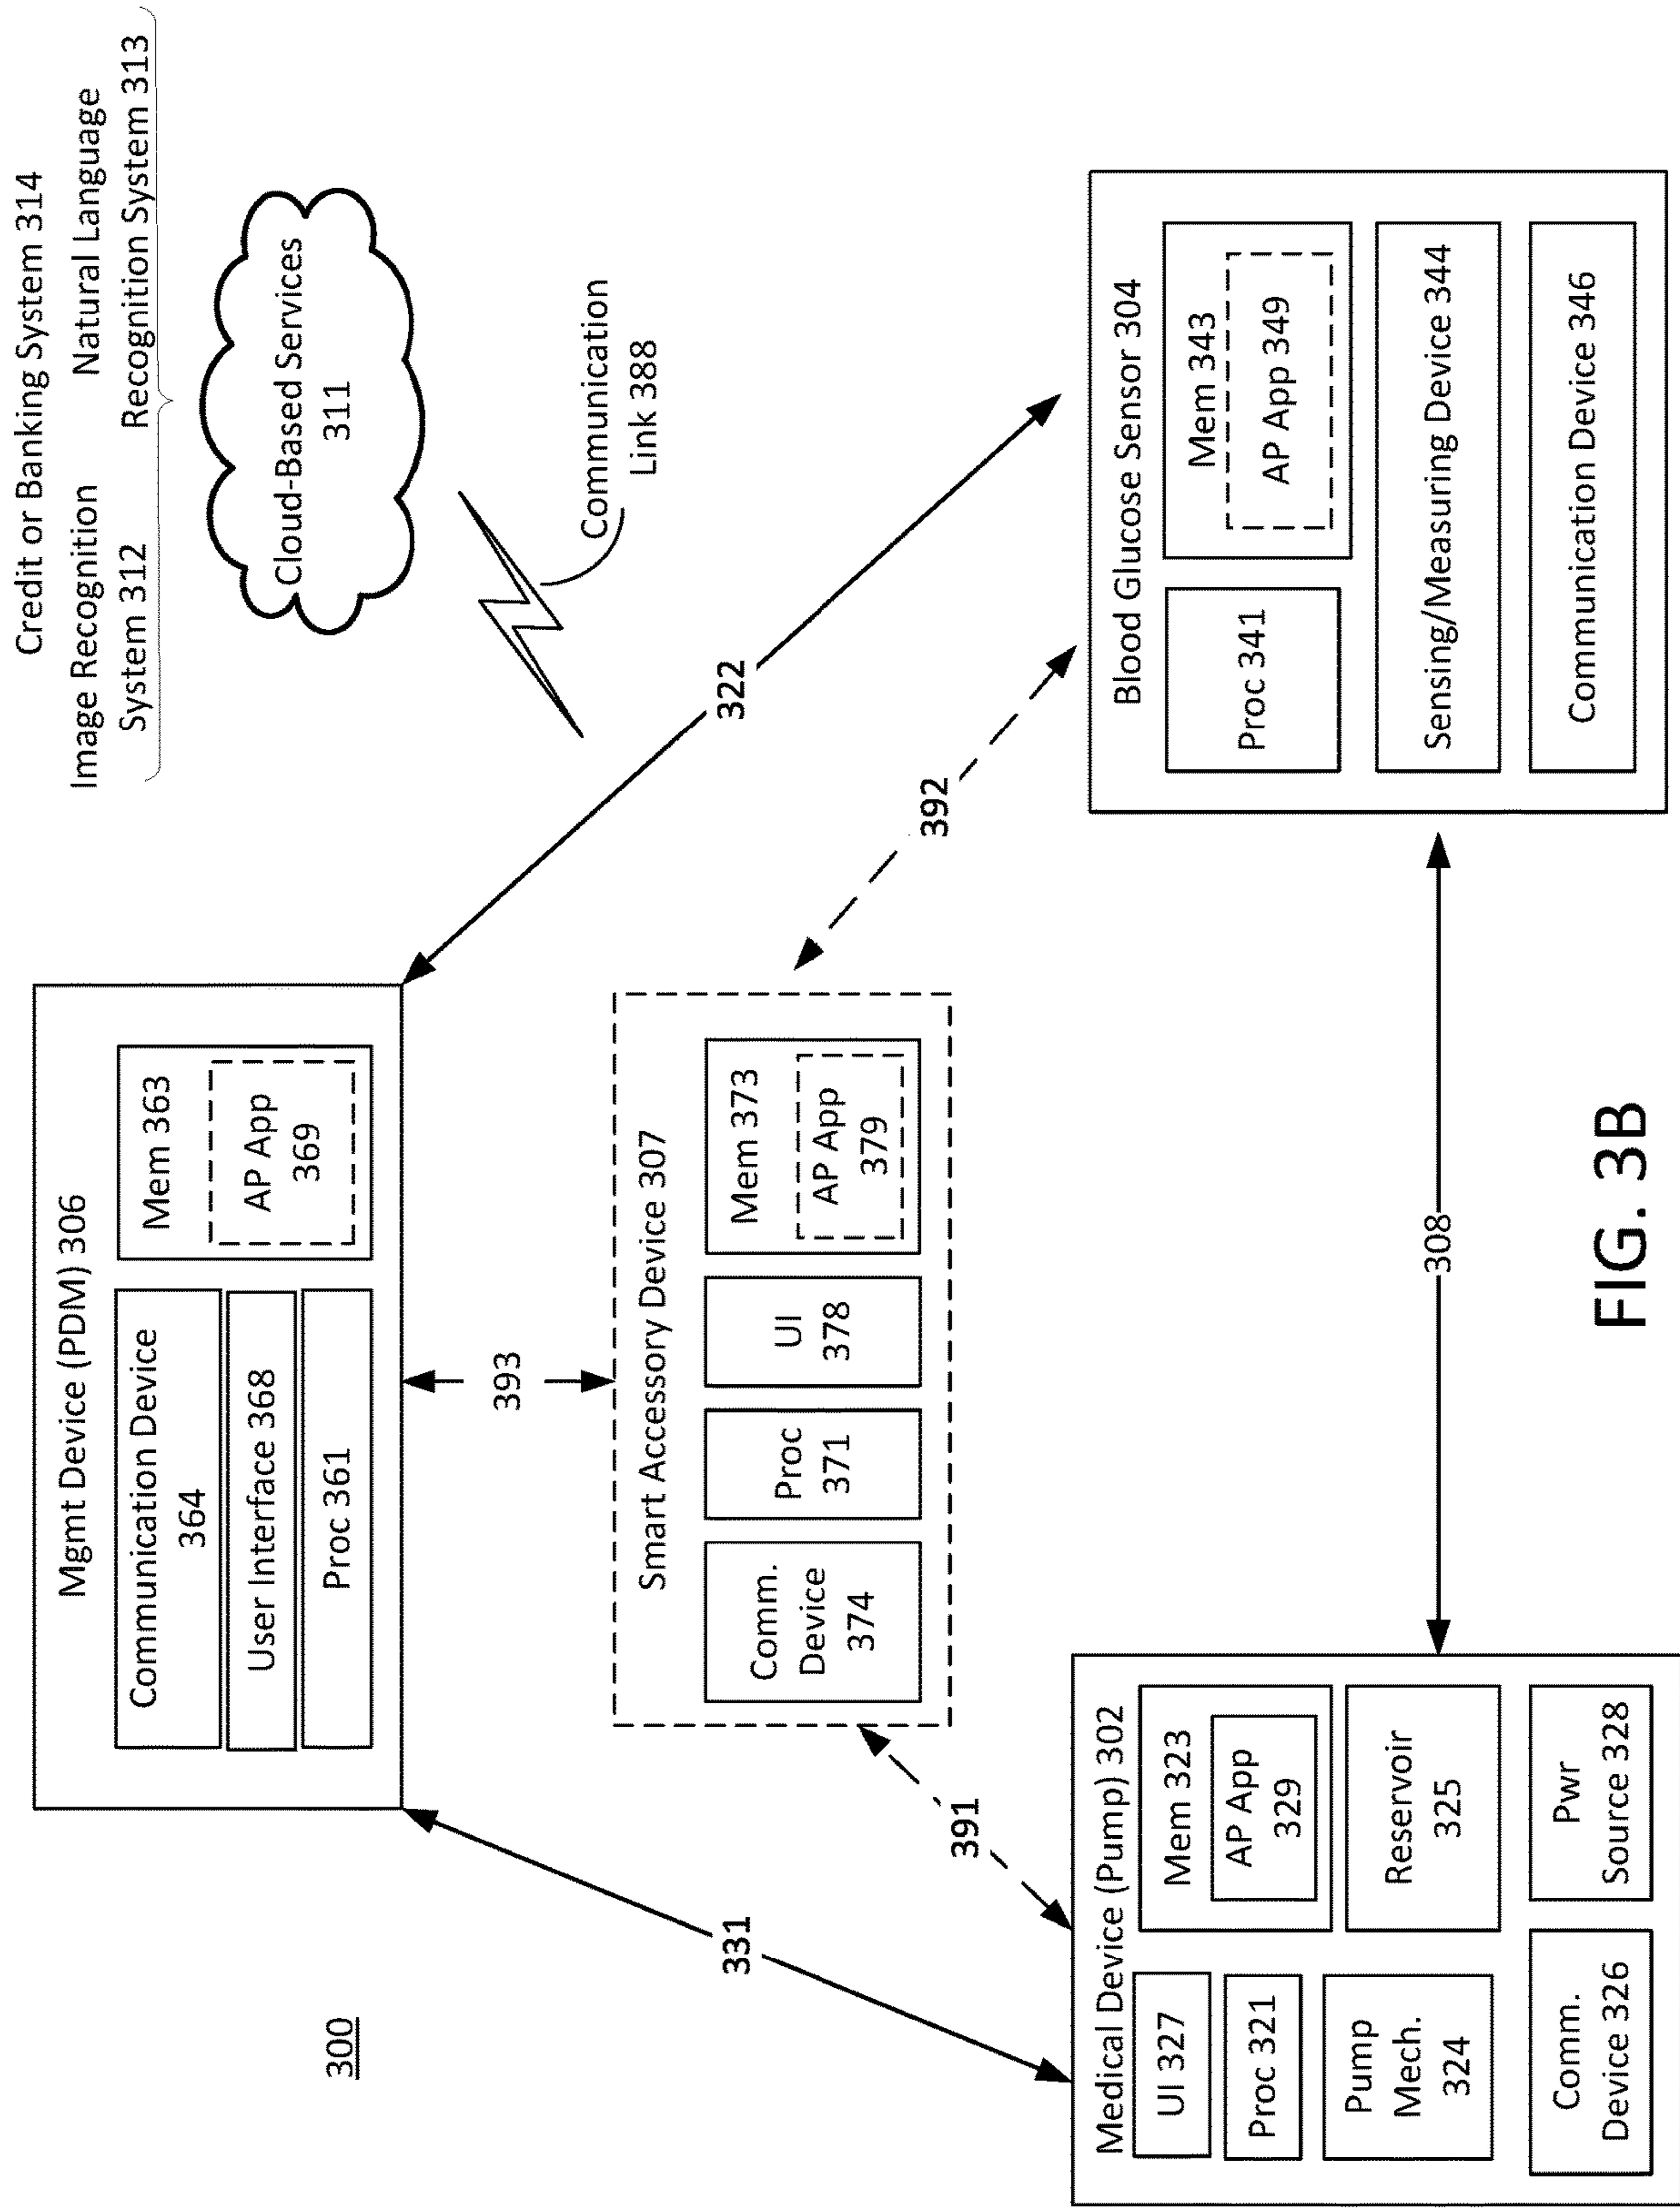 Credit or Banking System 314
Image Recognition
System 312
Natural Language
Recognition System 313
Cloud-Based Services
311
Communication
Link 388
300
Mgmt Device (PDM) 306
Communication Device
364
User Interface 368
Proc 361
Mem 363
AP App
369
393
322
331
Smart Accessory Device 307
Comm.
Device
374
Proc
371
UI
378
Mem 373
AP App
379
391
392
Medical Device (Pump) 302
UI 327
Proc 321
Pump
Mech.
324
Comm.
Device 326
Mem 323
AP App
329
Reservoir
325
Pwr
Source 328
308
Blood Glucose Sensor 304
Proc 341
Mem 343
AP App 349
Sensing/Measuring Device 344
Communication Device 346
FIG. 3B